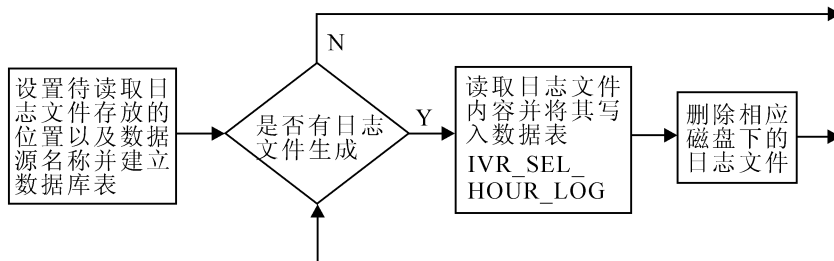 N
设置待读取日
志文件存放的
位置以及数据
源名称并建立
数据库表
是否有日志
文件生成
Y
读取日志文件
内容并将其写
入数据表
IVR_SEL_
HOUR_LOG
删除相应
磁盘下的
日志文件